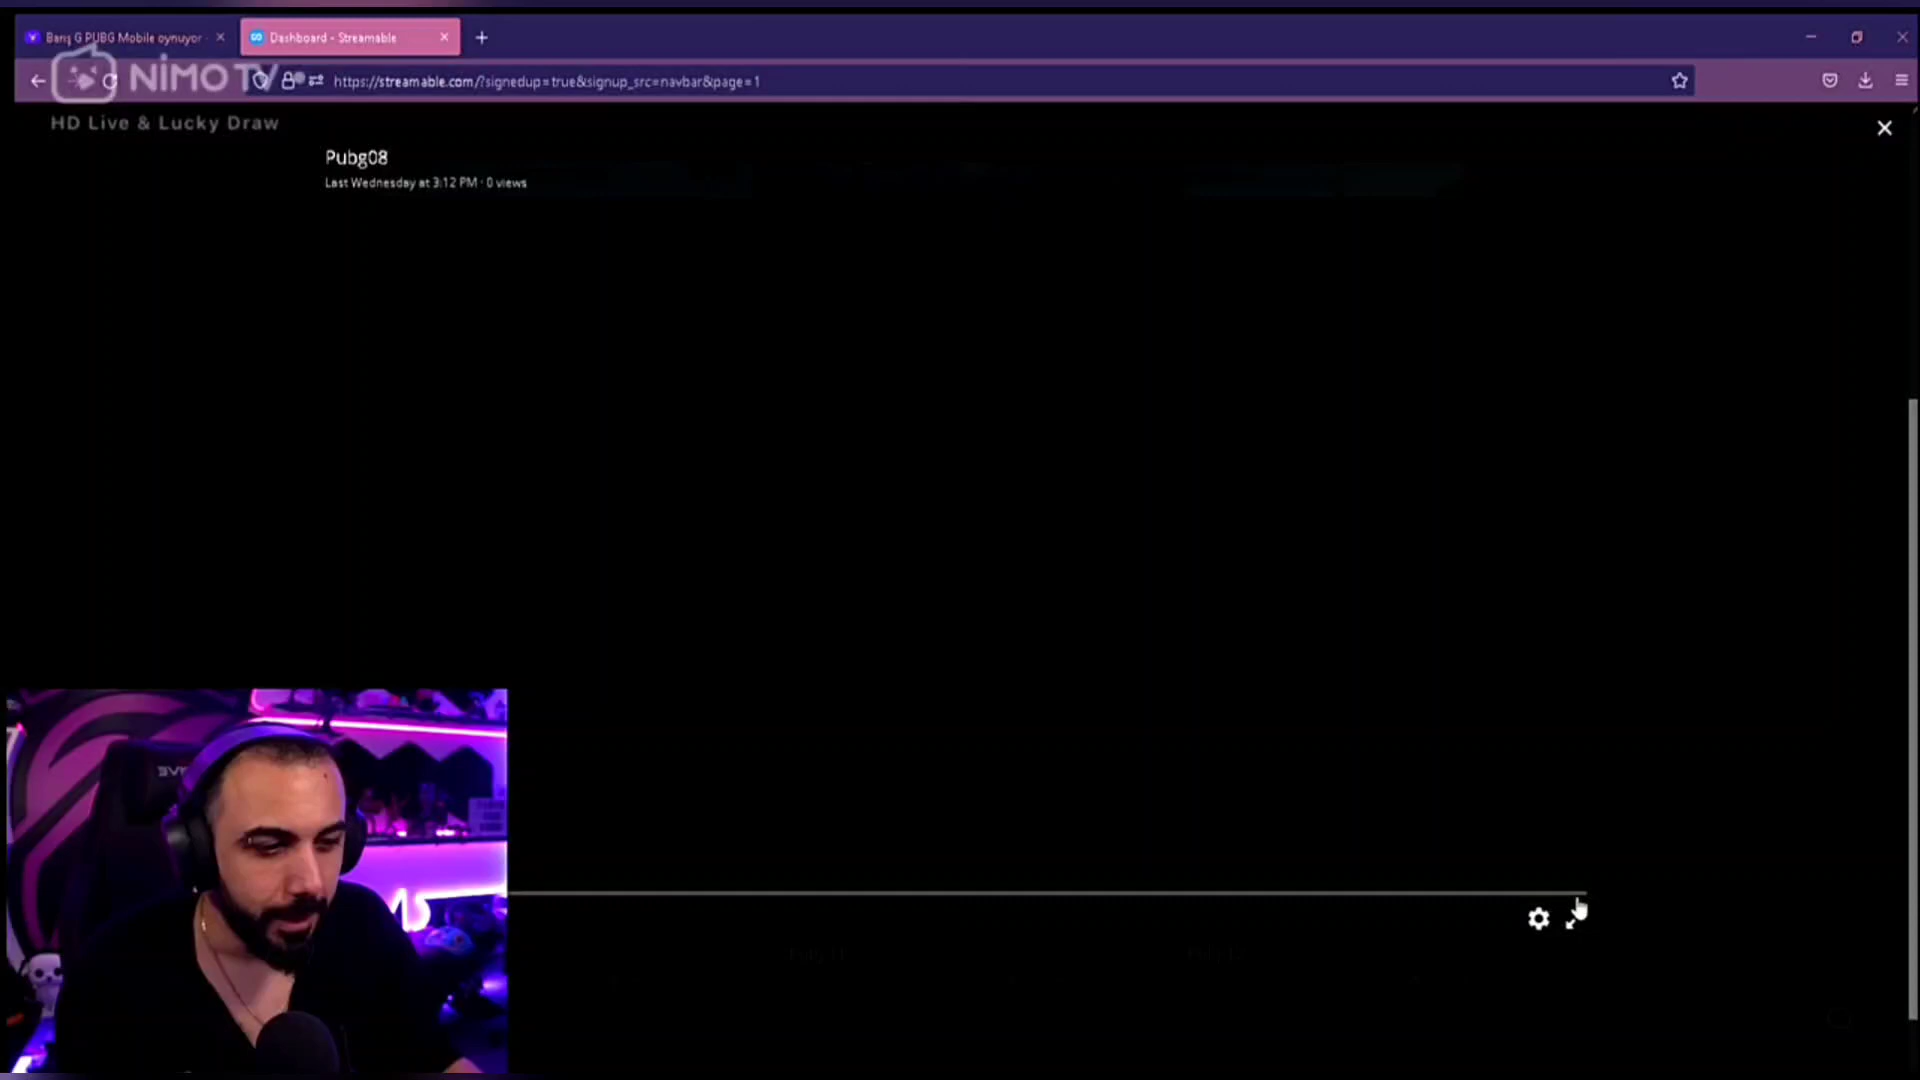 Barış G PUBG Mobile oynuyor
Dashboard - Streamable
NIMO TV
https://streamable.com/?signedup=true&signup_src=navbar&page=1
HD Live & Lucky Draw
Pubg08
Last Wednesday at 3:12 PM · 0 views